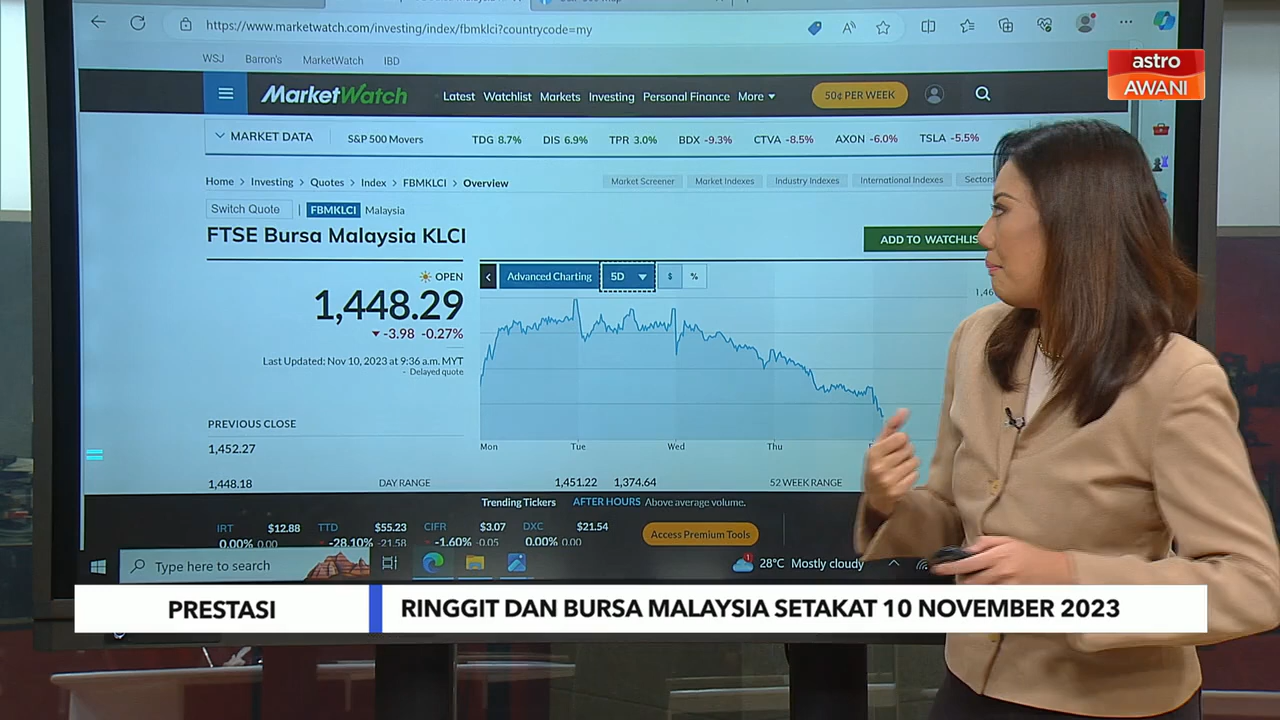 https://www.marketwatch.com/investing/index/fbmklci?countrycode=my
WSJ Barron's MarketWatch IBD
astro
AWANI
MarketWatch Latest Watchlist Markets Investing Personal Finance More 50¢ PER WEEK
MARKET DATA S&P 500 Movers TDG 8.7% DIS 6.9% TPR 3.0% BDX -9.3% CTVA -8.5% AXON -6.0% TSLA -5.5%
Home > Investing > Quotes > Index > FBMKLCI > Overview Market Screener Market Indexes Industry Indexes International Indexes Sectors
Switch Quote | FBMKLCI Malaysia
FTSE Bursa Malaysia KLCI
ADD TO WATCHLIS
OPEN
Advanced Charting 5D $ %
1,448.29
-3.98 -0.27%
Last Updated: Nov 10, 2023 at 9:36 a.m. MYT
- Delayed quote
PREVIOUS CLOSE
1,452.27
Mon Tue Wed Thu
1,448.18 DAY RANGE 1,451.22 1,374.64 52 WEEK RANGE
Trending Tickers AFTER HOURS Above average volume.
IRT $12.88 TTD $55.23 CIFR $3.07 DXC $21.54
0.00% 0.00 -28.10% -21.58 -1.60% -0.05 0.00% 0.00
Access Premium Tools
Type here to search
1
28°C Mostly cloudy
PRESTASI
RINGGIT DAN BURSA MALAYSIA SETAKAT 10 NOVEMBER 2023